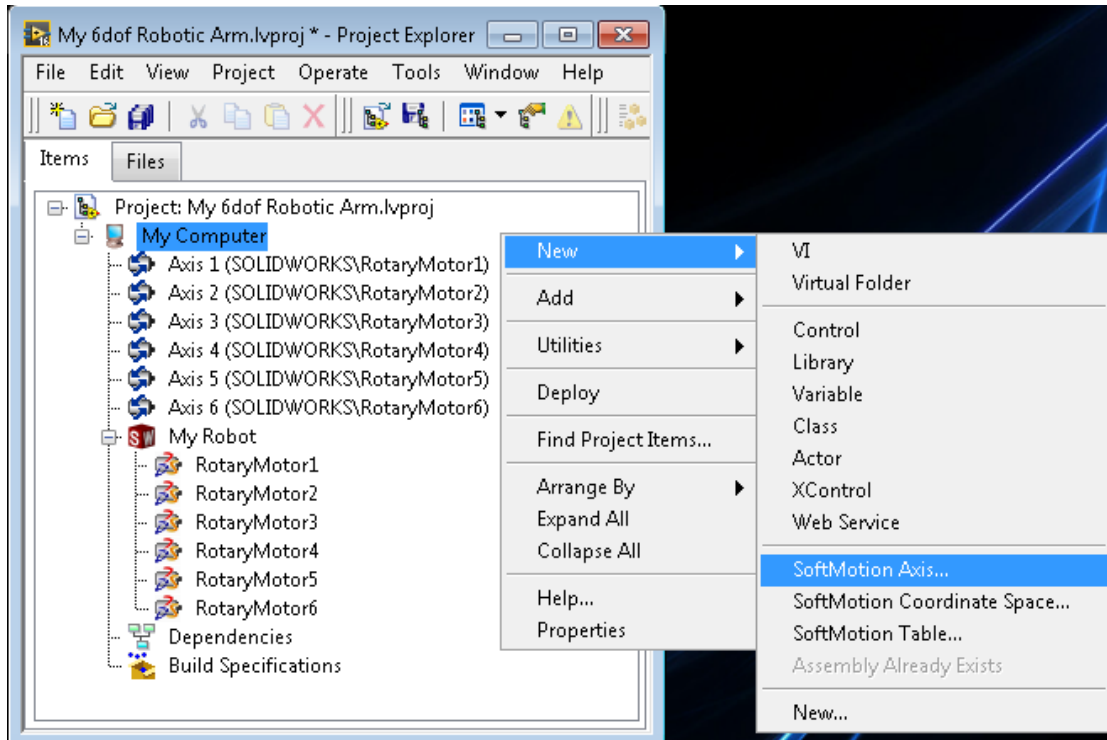 My 6dof Robotic Arm.lvproj * - Project Explorer
File Edit View Project Operate Tools Window Help
Items Files
Project: My 6dof Robotic Arm.lvproj
My Computer
Axis 1 (SOLIDWORKS\RotaryMotor1)
Axis 2 (SOLIDWORKS\RotaryMotor2)
Axis 3 (SOLIDWORKS\RotaryMotor3)
Axis 4 (SOLIDWORKS\RotaryMotor4)
Axis 5 (SOLIDWORKS\RotaryMotor5)
Axis 6 (SOLIDWORKS\RotaryMotor6)
SW My Robot
RotaryMotor1
RotaryMotor2
RotaryMotor3
RotaryMotor4
RotaryMotor5
RotaryMotor6
Dependencies
Build Specifications
New
Add
Utilities
Deploy
Find Project Items...
Arrange By
Expand All
Collapse All
Help...
Properties
VI
Virtual Folder
Control
Library
Variable
Class
Actor
XControl
Web Service
SoftMotion Axis...
SoftMotion Coordinate Space...
SoftMotion Table...
Assembly Already Exists
New...